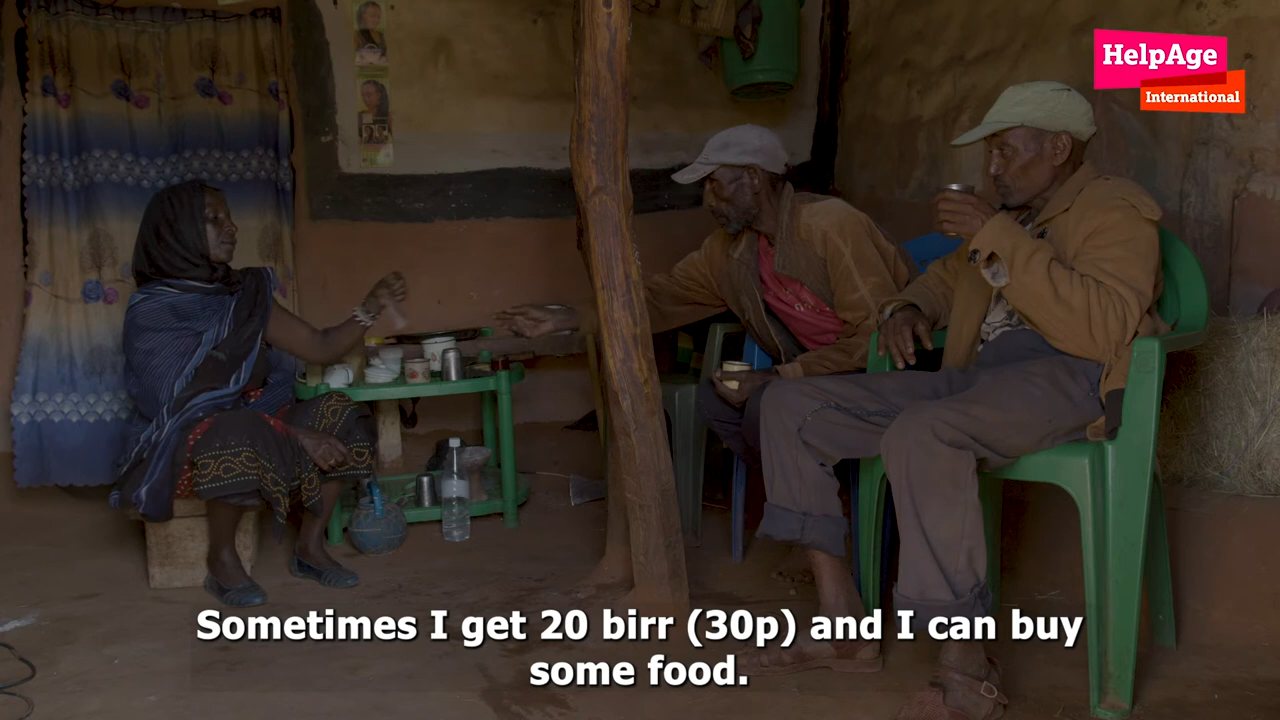 HelpAge
International
Sometimes I get 20 birr (30p) and I can buy
some food.